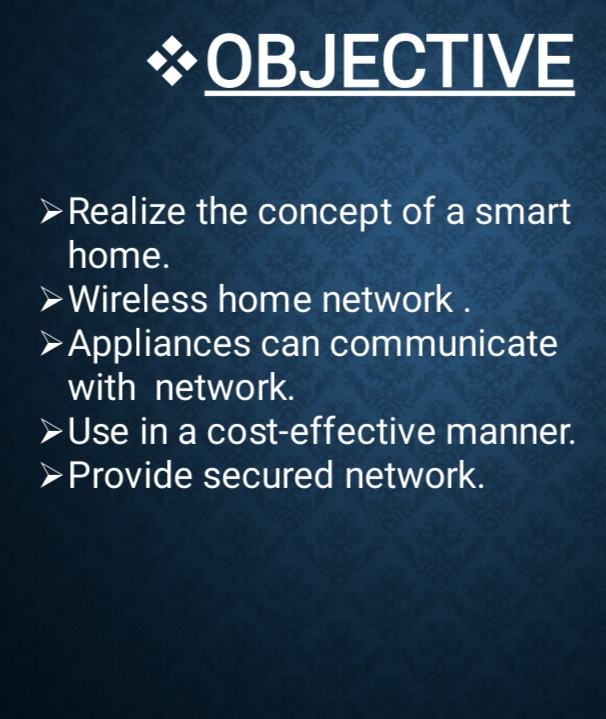 ❖OBJECTIVE
➢Realize the concept of a smart
home.
➢Wireless home network .
➢Appliances can communicate
with  network.
➢Use in a cost-effective manner.
➢Provide secured network.